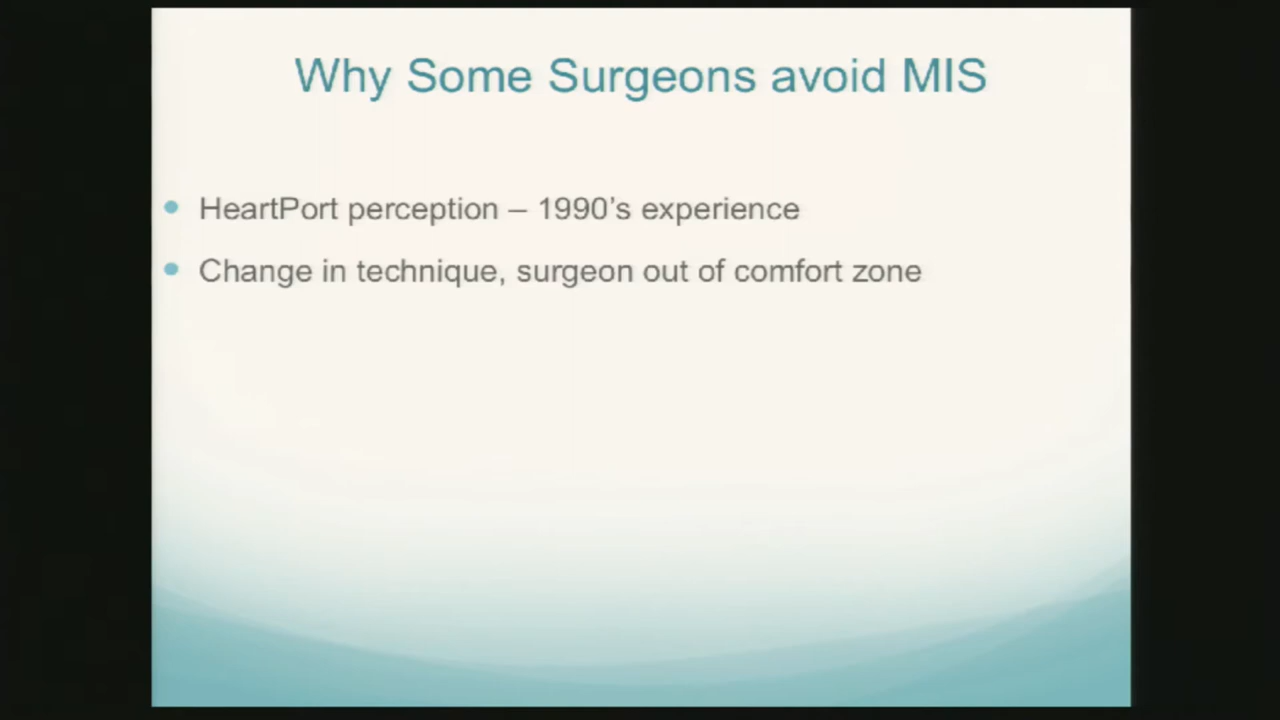 Why Some Surgeons avoid MIS
• HeartPort perception – 1990's experience
• Change in technique, surgeon out of comfort zone